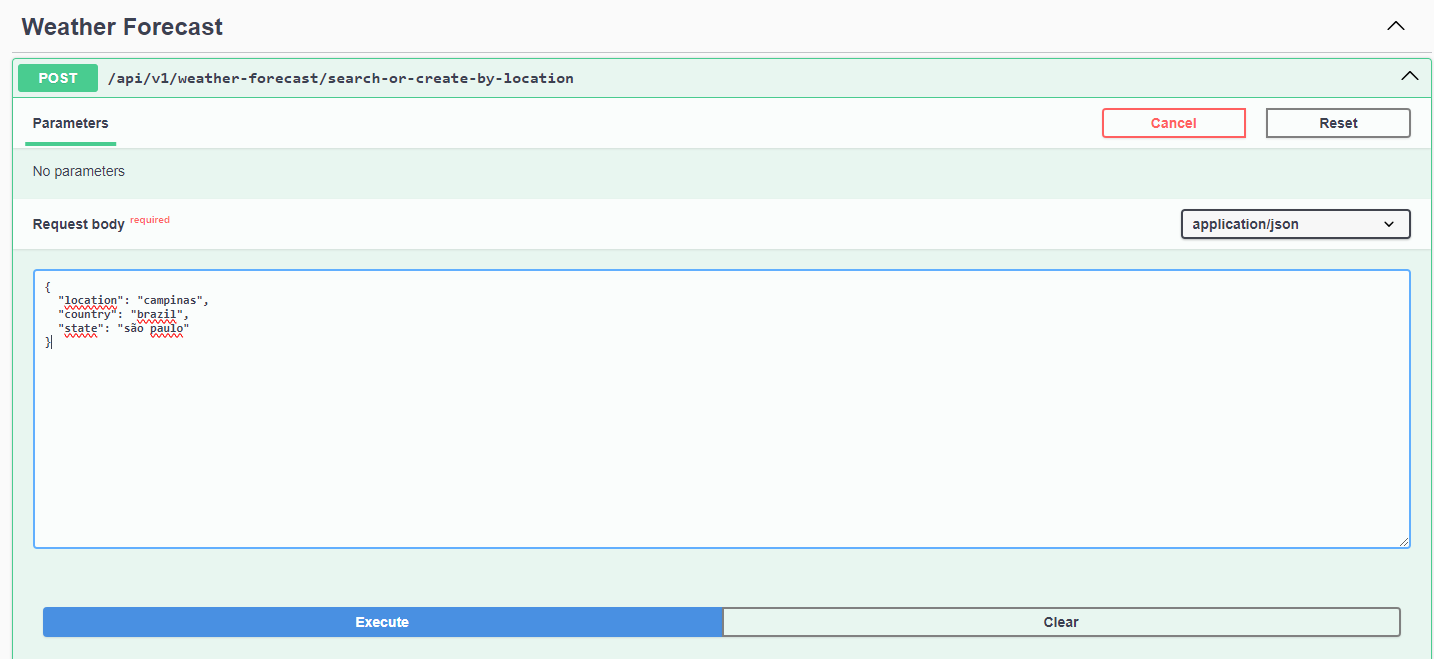 Weather Forecast
POST /api/v1/weather-forecast/search-or-create-by-location
Parameters Cancel Reset
No parameters
Request body required application/json
{
  "location": "campinas",
  "country": "brazil",
  "state": "são paulo"
}
Execute Clear